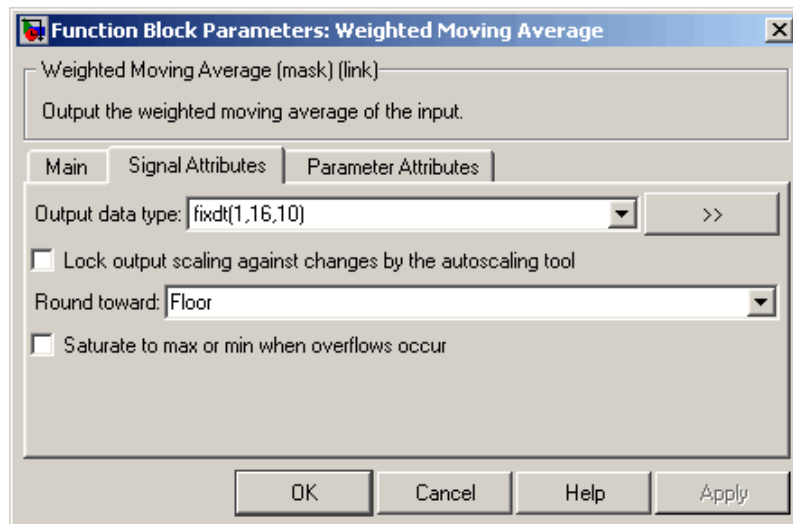 Function Block Parameters: Weighted Moving Average
Weighted Moving Average (mask) (link)
Output the weighted moving average of the input.
Main Signal Attributes Parameter Attributes
Output data type: fixdt(1,16,10) >>
Lock output scaling against changes by the autoscaling tool
Round toward: Floor
Saturate to max or min when overflows occur
OK Cancel Help Apply